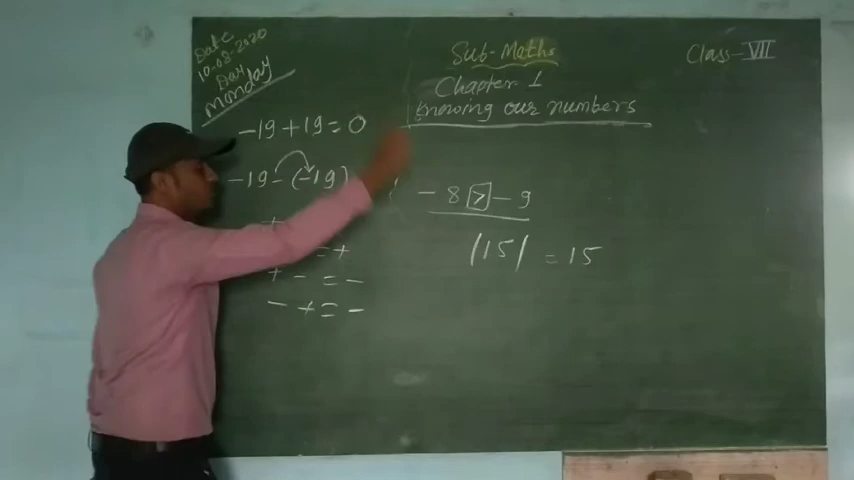 Date
10-08-2020
Day
Monday
Sub-Maths
Class-VII
Chapter-1
Knowing our numbers
-19+19=0
-19-(-19)
-8 > -9
|15| = 15
= +
+ - = -
- + = -